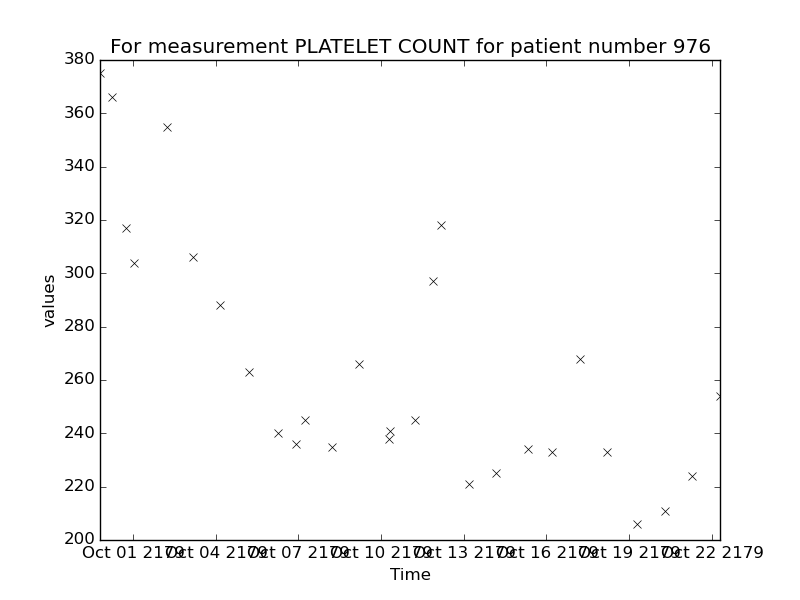 For measurement PLATELET COUNT for patient number 976
380
360
340
320
300
280
260
240
220
200
values
Oct 01 2179 Oct 04 2179 Oct 07 2179 Oct 10 2179 Oct 13 2179 Oct 16 2179 Oct 19 2179 Oct 22 2179
Time